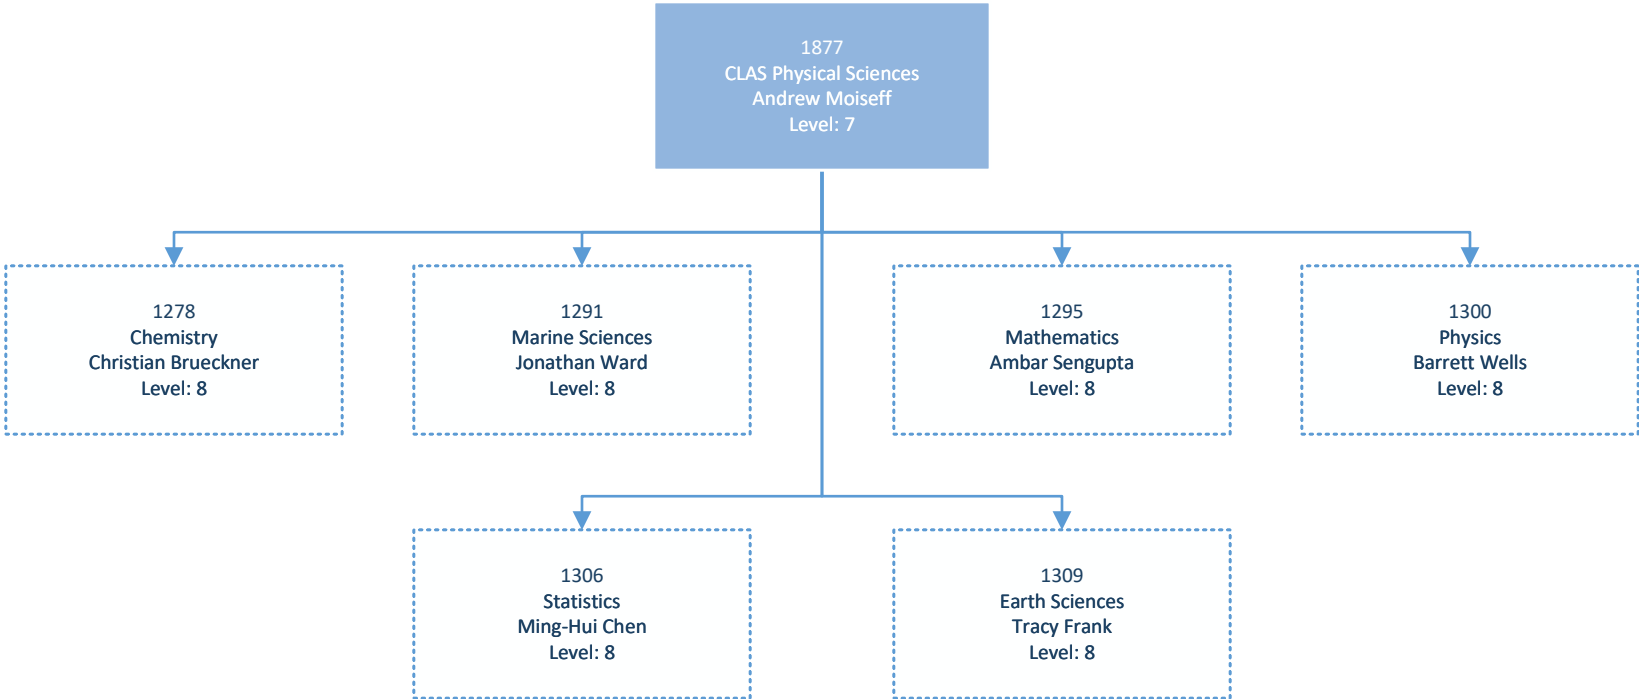 1877
CLAS Physical Sciences
Andrew Moiseff
Level: 7
1278
Chemistry
Christian Brueckner
Level: 8
1291
Marine Sciences
Jonathan Ward
Level: 8
1295
Mathematics
Ambar Sengupta
Level: 8
1300
Physics
Barrett Wells
Level: 8
1306
Statistics
Ming-Hui Chen
Level: 8
1309
Earth Sciences
Tracy Frank
Level: 8